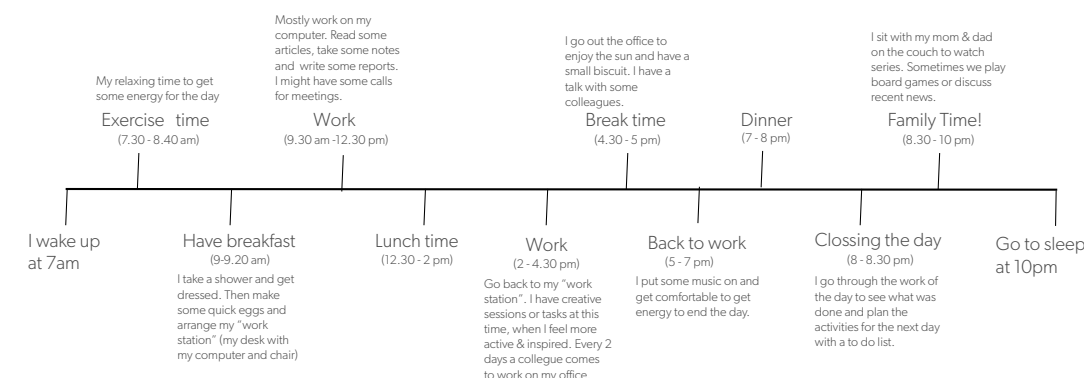 I wake up
at 7am
My relaxing time to get
some energy for the day
Exercise time
(7.30 - 8.40 am)
Have breakfast
(9-9.20 am)
I take a shower and get
dressed. Then make
some quick eggs and
arrange my "work
station" (my desk with
my computer and chair)
Mostly work on my
computer. Read some
articles, take some notes
and write some reports.
I might have some calls
for meetings.
Work
(9.30 am -12.30 pm)
Lunch time
(12.30 - 2 pm)
Work
(2 - 4.30 pm)
Go back to my "work
station". I have creative
sessions or tasks at this
time, when I feel more
active & inspired. Every 2
days a collegue comes
to work on my office
I go out the office to
enjoy the sun and have a
small biscuit. I have a
talk with some
colleagues.
Break time
(4.30 - 5 pm)
Back to work
(5 - 7 pm)
I put some music on and
get comfortable to get
energy to end the day.
Dinner
(7 - 8 pm)
Clossing the day
(8 - 8.30 pm)
I go through the work of
the day to see what was
done and plan the
activities for the next day
with a to do list.
I sit with my mom & dad
on the couch to watch
series. Sometimes we play
board games or discuss
recent news.
Family Time!
(8.30 - 10 pm)
Go to sleep
at 10pm